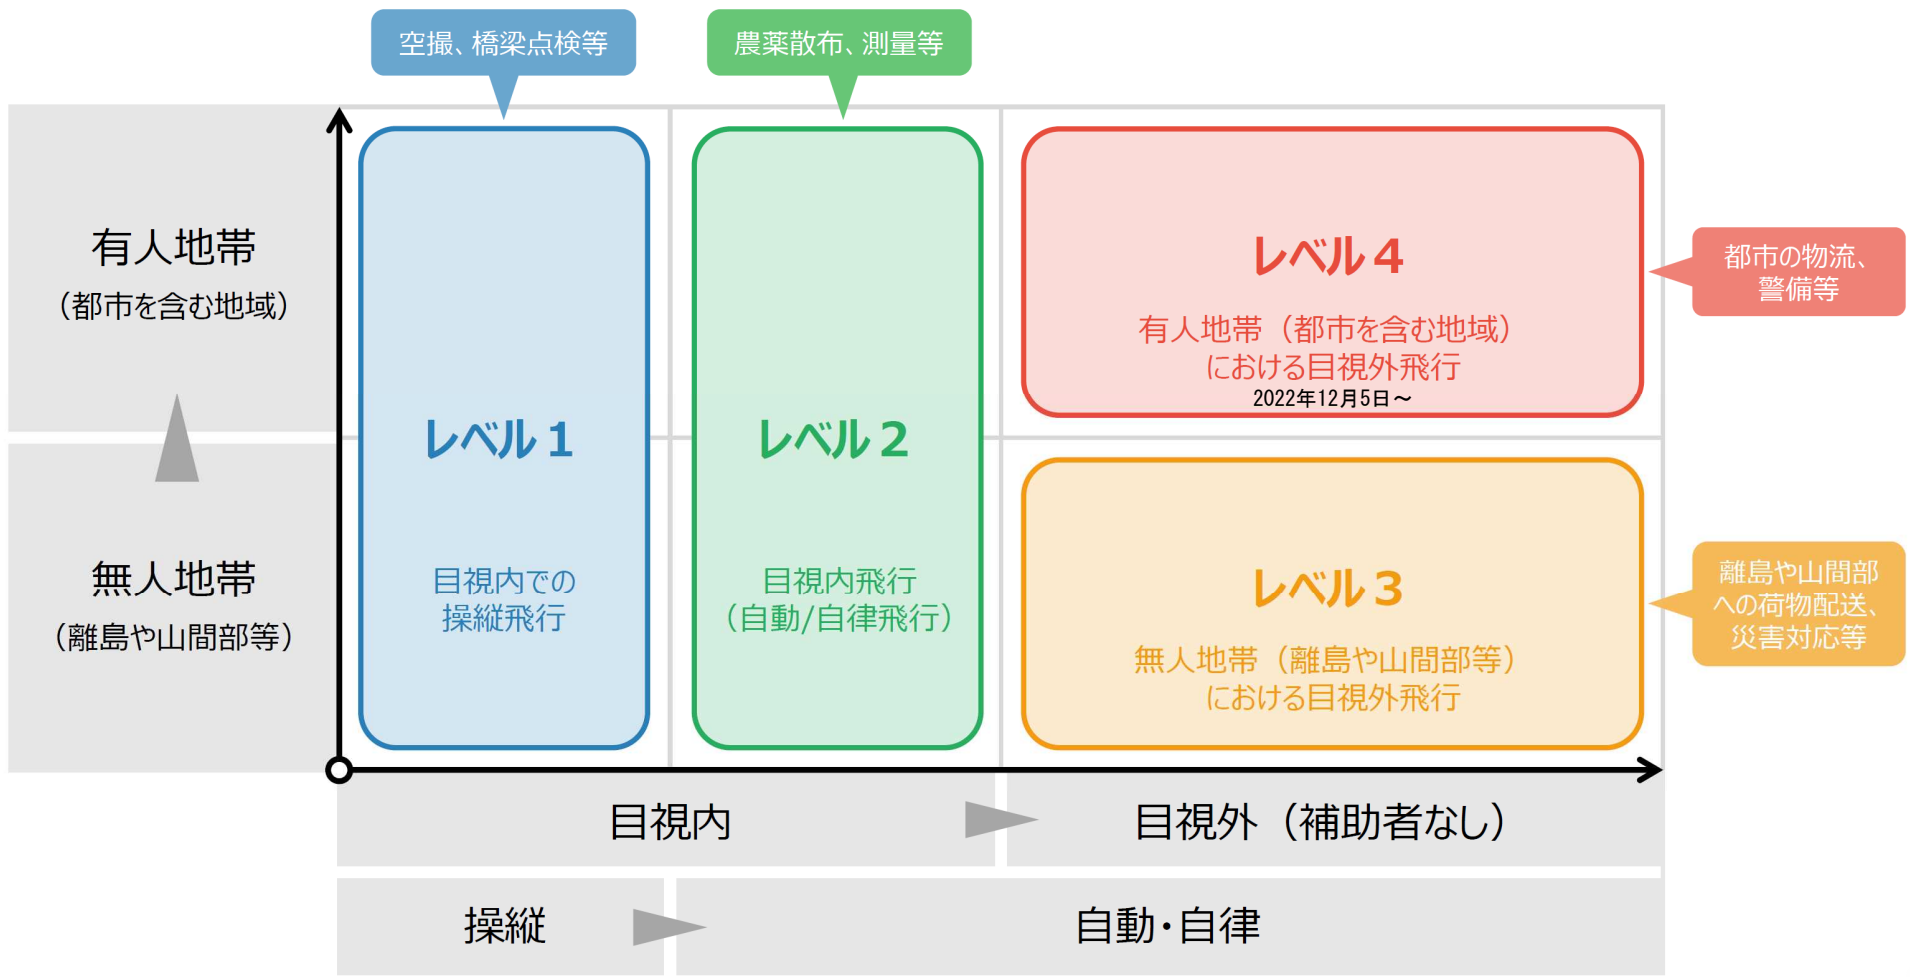 空撮、橋梁点検等
農薬散布、測量等
有人地帯
（都市を含む地域）
無人地帯
（離島や山間部等）
レベル１
目視内での
操縦飛行
レベル２
目視内飛行
（自動/自律飛行）
レベル４
有人地帯（都市を含む地域）
における目視外飛行
2022年12月5日～
レベル３
無人地帯（離島や山間部等）
における目視外飛行
都市の物流、
警備等
離島や山間部
への荷物配送、
災害対応等
目視内
目視外（補助者なし）
操縦
自動・自律